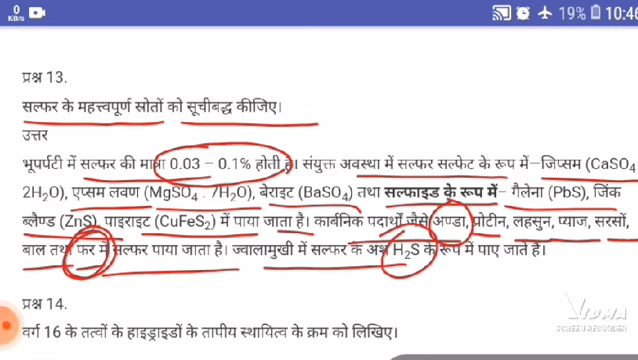 0
KB/s
19%
10:46
प्रश्न 13.
सल्फर के महत्त्वपूर्ण स्रोतों को सूचीबद्ध कीजिए।
उत्तर
भूपर्पटी में सल्फर की मात्रा 0.03 – 0.1% होती है। संयुक्त अवस्था में सल्फर सल्फेट के रूप में–जिप्सम (CaSO4
2H2O), एप्सम लवण (MgSO4 . 7H2O), बेराइट (BaSO4) तथा सल्फाइड के रूप में– गैलेना (PbS), जिंक
ब्लैण्ड (ZnS), पाइराइट (CuFeS2) में पाया जाता है। कार्बनिक पदार्थों जैसे अण्डा, प्रोटीन, लहसुन, प्याज, सरसों,
बाल तथा फर में सल्फर पाया जाता है। ज्वालामुखी में सल्फर के अंश H2S के रूप में पाए जाते हैं।
प्रश्न 14.
वर्ग 16 के तत्वों के हाइड्राइडों के तापीय स्थायित्व के क्रम को लिखिए।
VIDMA
SCREEN RECORDER